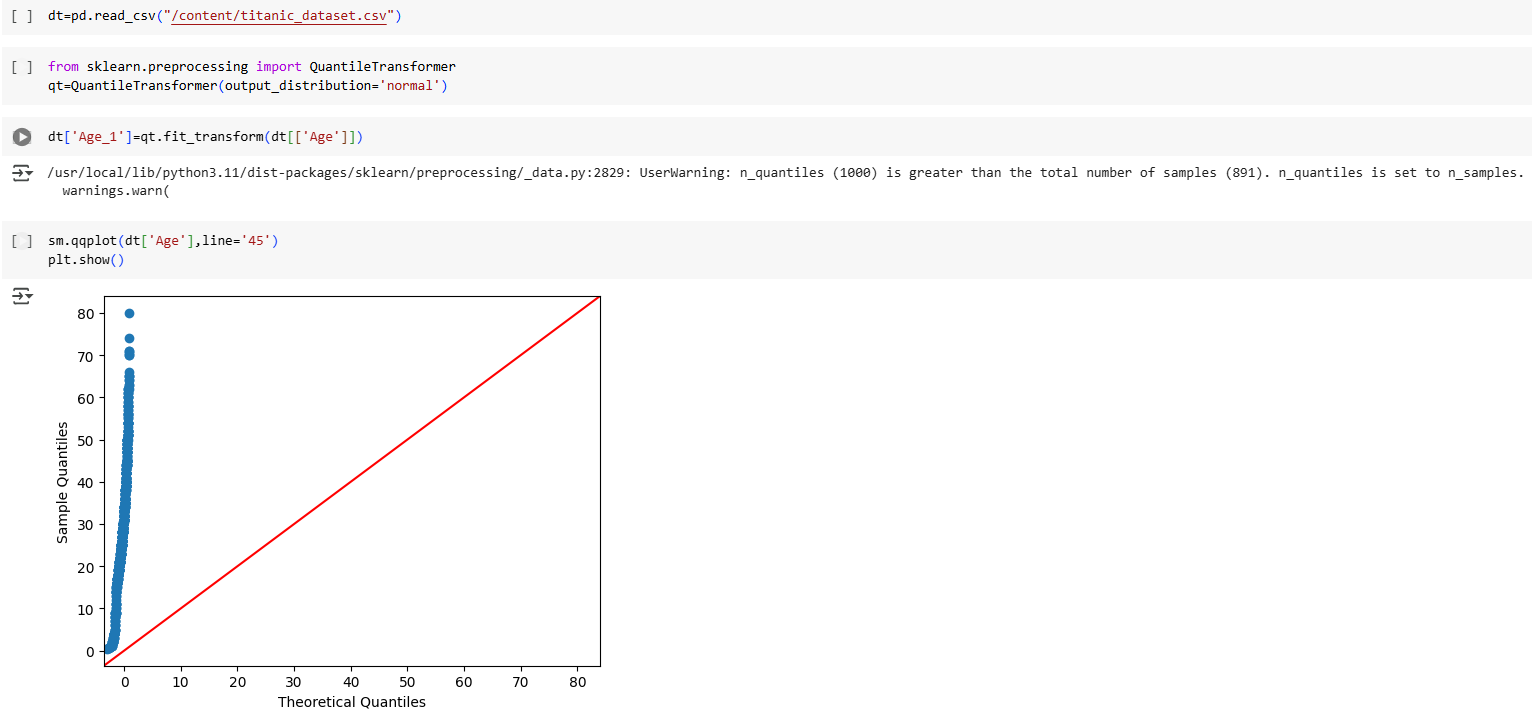 [ ] dt=pd.read_csv("/content/titanic_dataset.csv")
[ ] from sklearn.preprocessing import QuantileTransformer
qt=QuantileTransformer(output_distribution='normal')
dt['Age_1']=qt.fit_transform(dt[['Age']])
/usr/local/lib/python3.11/dist-packages/sklearn/preprocessing/_data.py:2829: UserWarning: n_quantiles (1000) is greater than the total number of samples (891). n_quantiles is set to n_samples.
warnings.warn(
[ ] sm.qqplot(dt['Age'],line='45')
plt.show()
80
70
60
50
40
30
20
10
0
Sample Quantiles
0 10 20 30 40 50 60 70 80
Theoretical Quantiles